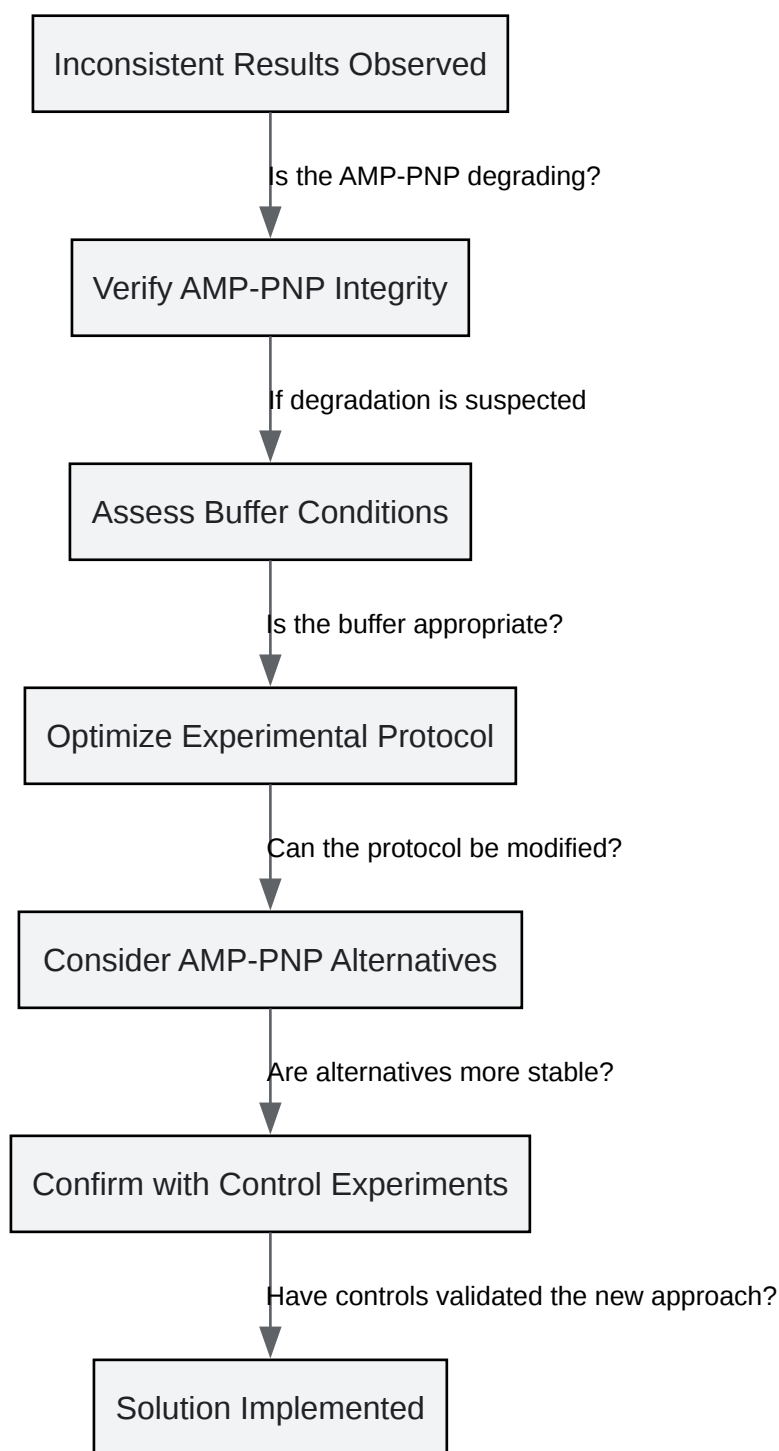 Inconsistent Results Observed
Is the AMP-PNP degrading?
Verify AMP-PNP Integrity
If degradation is suspected
Assess Buffer Conditions
Is the buffer appropriate?
Optimize Experimental Protocol
Can the protocol be modified?
Consider AMP-PNP Alternatives
Are alternatives more stable?
Confirm with Control Experiments
Have controls validated the new approach?
Solution Implemented